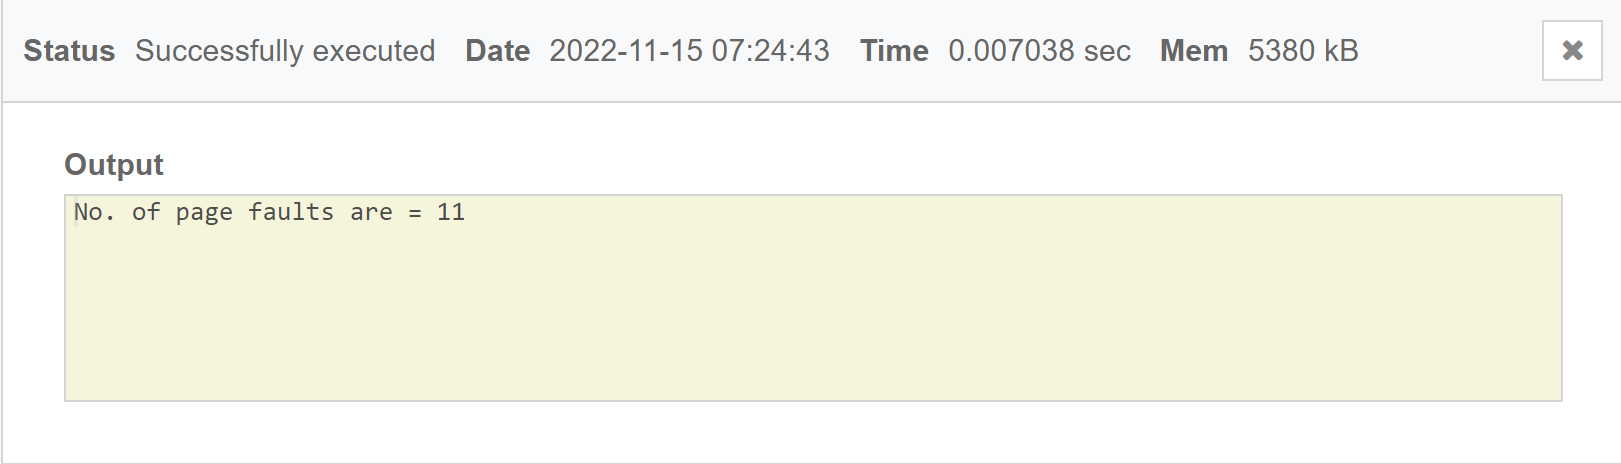 Status Successfully executed Date 2022-11-15 07:24:43 Time 0.007038 sec Mem 5380 kB
Output
No. of page faults are = 11